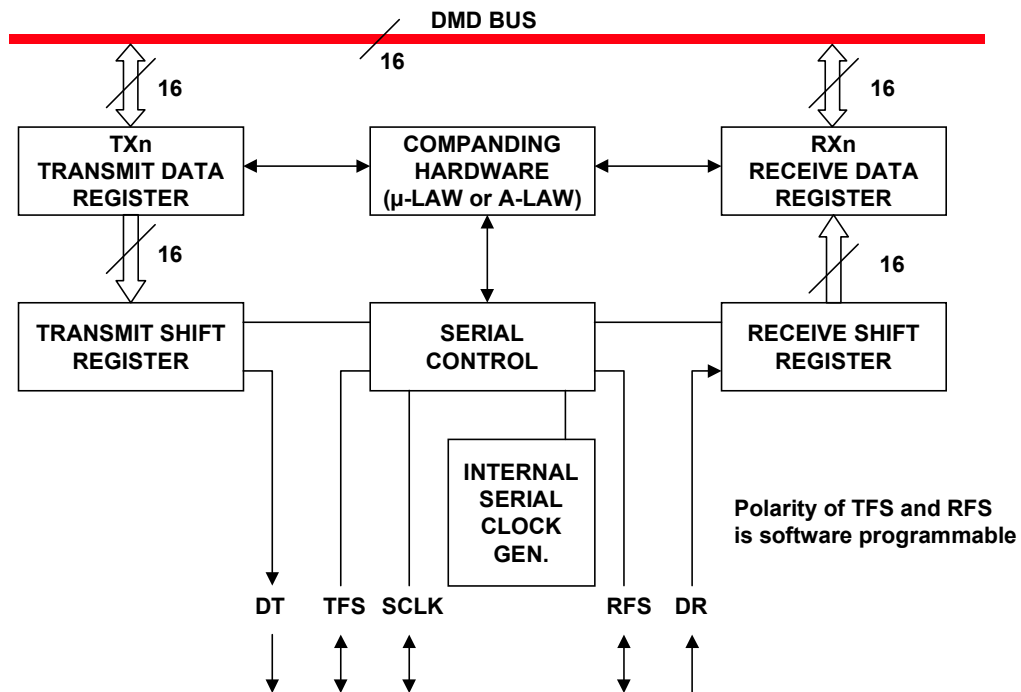 DMD BUS
16
16
16
TXn
TRANSMIT DATA
REGISTER
COMPANDING
HARDWARE
(µ-LAW or A-LAW)
RXn
RECEIVE DATA
REGISTER
16
16
TRANSMIT SHIFT
REGISTER
SERIAL
CONTROL
RECEIVE SHIFT
REGISTER
INTERNAL
SERIAL
CLOCK
GEN.
Polarity of TFS and RFS
is software programmable
DT
TFS
SCLK
RFS
DR